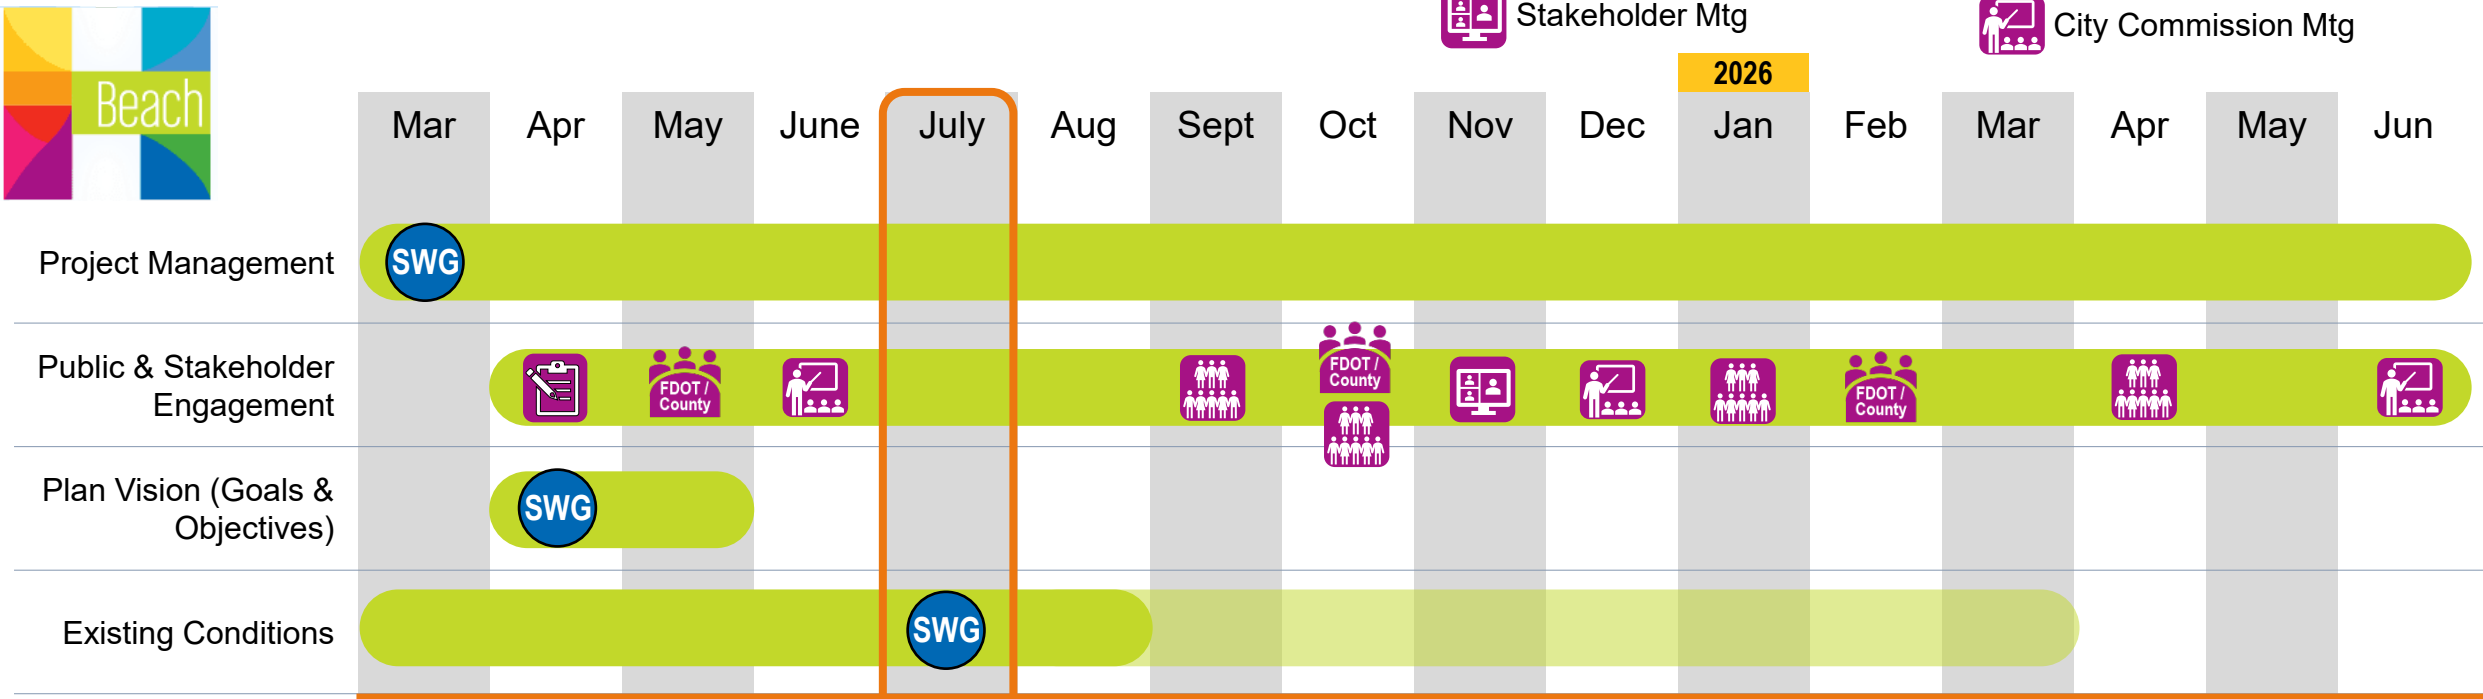 Stakeholder Mtg
City Commission Mtg
Beach
2026
Mar Apr May June July Aug Sept Oct Nov Dec Jan Feb Mar Apr May Jun
Project Management
SWG
Public & Stakeholder
Engagement
FDOT /
County
FDOT /
County
FDOT /
County
Plan Vision (Goals &
Objectives)
SWG
Existing Conditions
SWG